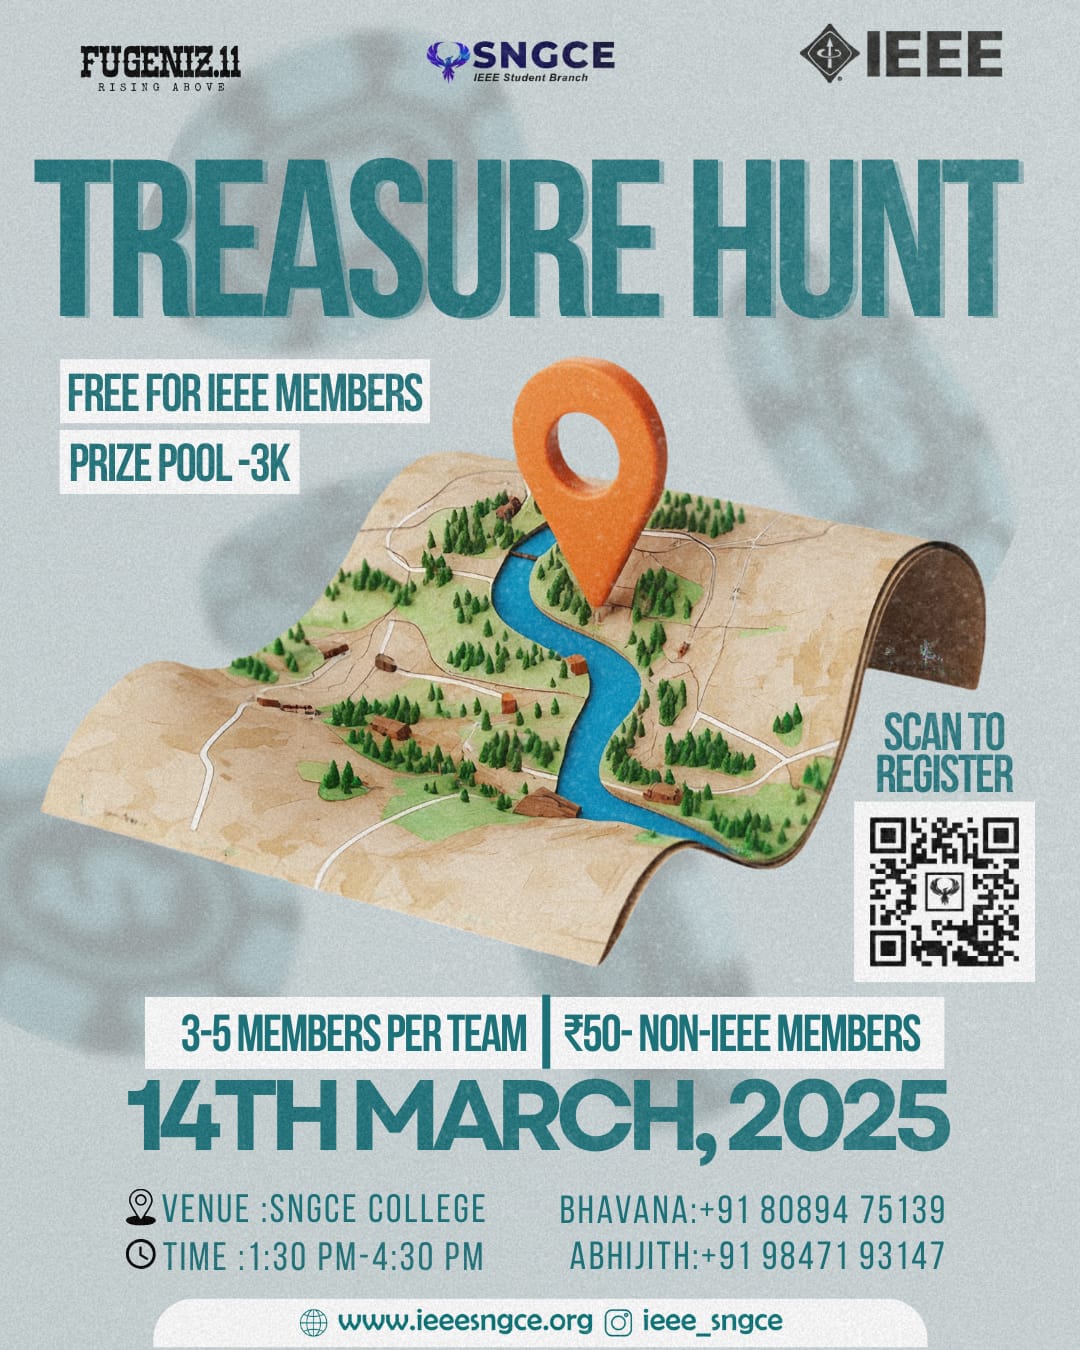 FUGENIZ.11
RISING ABOVE
SNGCE
IEEE Student Branch
IEEE
TREASURE HUNT
FREE FOR IEEE MEMBERS
PRIZE POOL -3K
SCAN TO
REGISTER
3-5 MEMBERS PER TEAM | ₹50- NON-IEEE MEMBERS
14TH MARCH, 2025
VENUE :SNGCE COLLEGE
TIME :1:30 PM-4:30 PM
BHAVANA:+91 80894 75139
ABHIJITH:+91 98471 93147
www.ieeesngce.org ieee_sngce